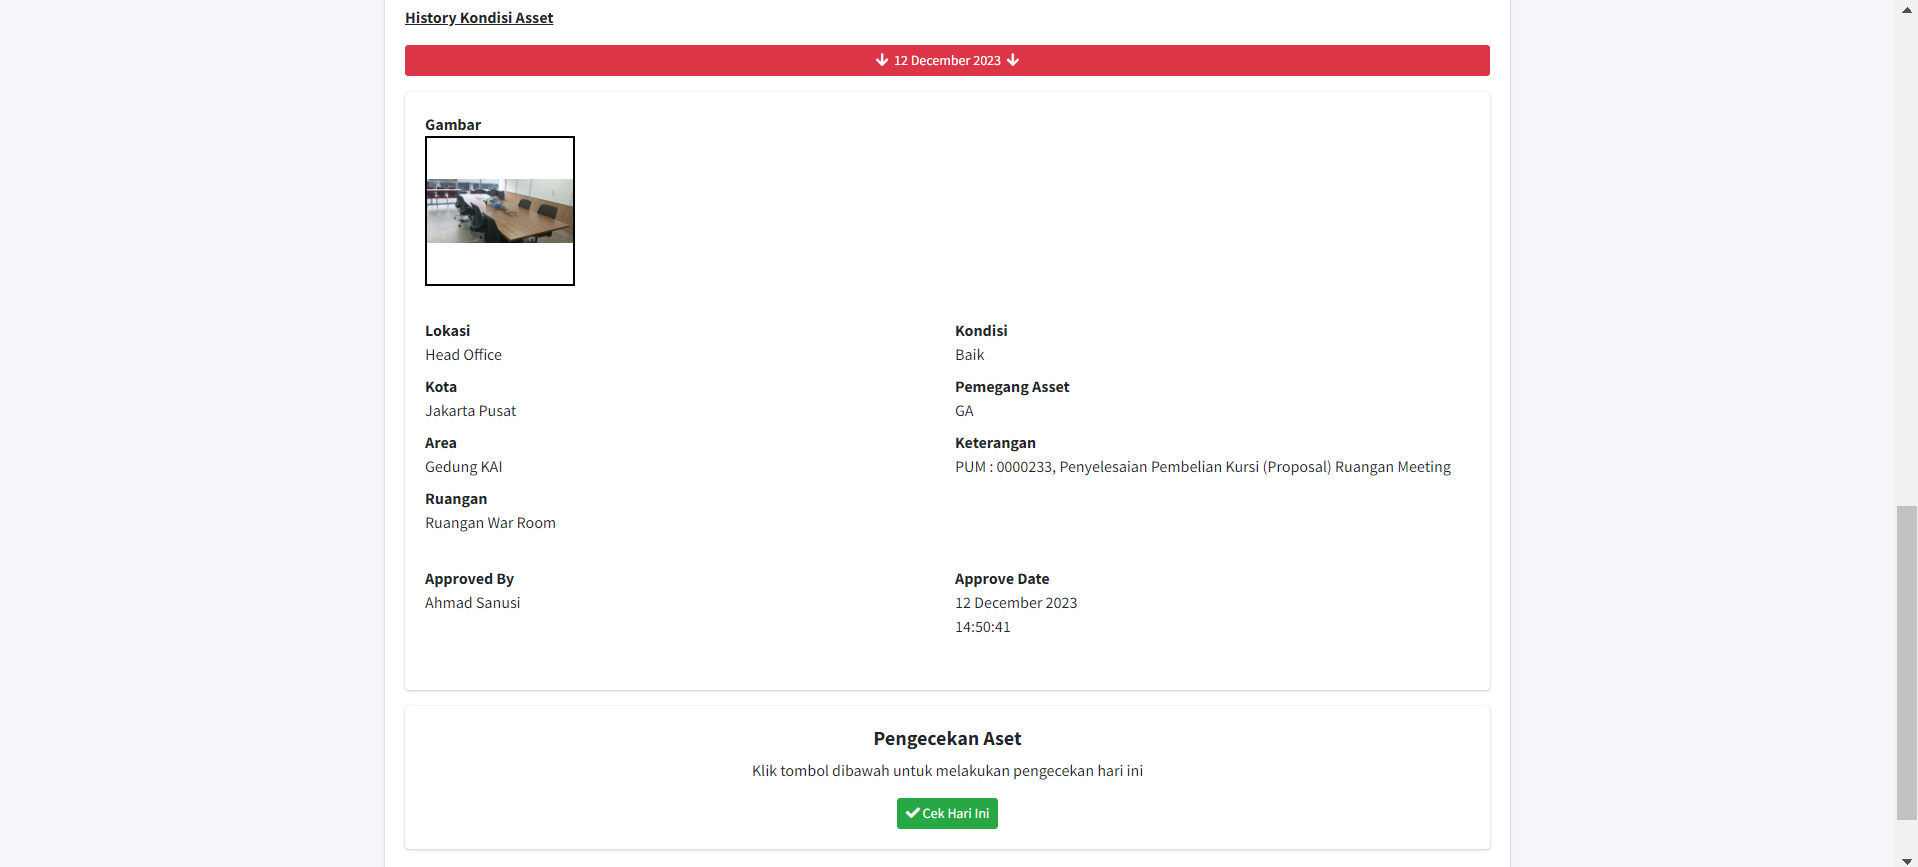 History Kondisi Asset
12 December 2023
Gambar
Lokasi
Head Office
Kota
Jakarta Pusat
Area
Gedung KAI
Ruangan
Ruangan War Room
Kondisi
Baik
Pemegang Asset
GA
Keterangan
PUM : 0000233, Penyelesaian Pembelian Kursi (Proposal) Ruangan Meeting
Approved By
Ahmad Sanusi
Approve Date
12 December 2023
14:50:41
Pengecekan Aset
Klik tombol dibawah untuk melakukan pengecekan hari ini
Cek Hari Ini